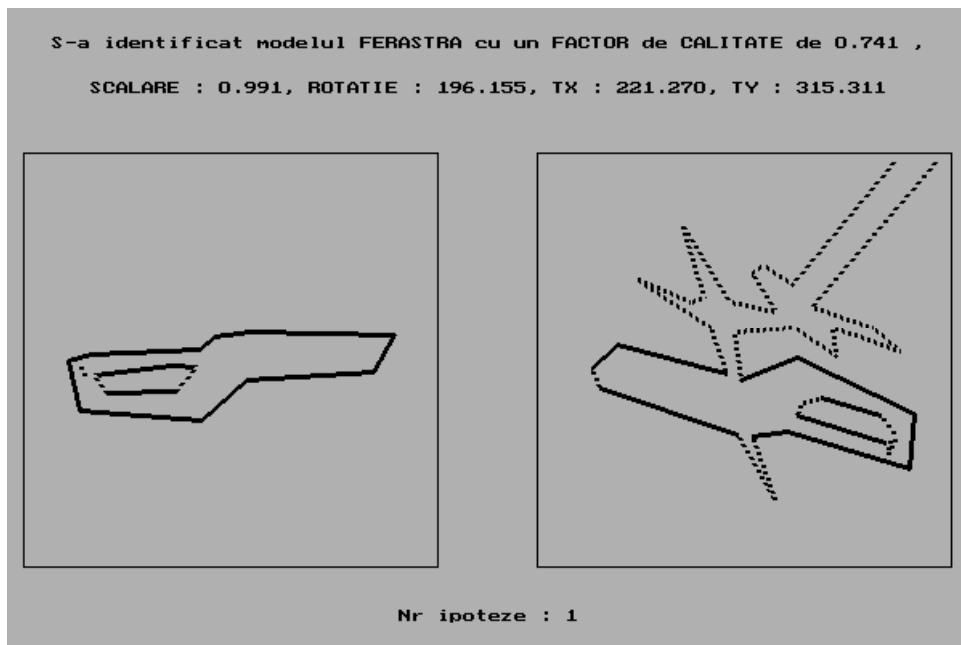 S-a identificat modelul FERASTRA cu un FACTOR de CALITATE de 0.741 ,
SCALARE : 0.991, ROTATIE : 196.155, TX : 221.270, TY : 315.311
Nr ipoteze : 1